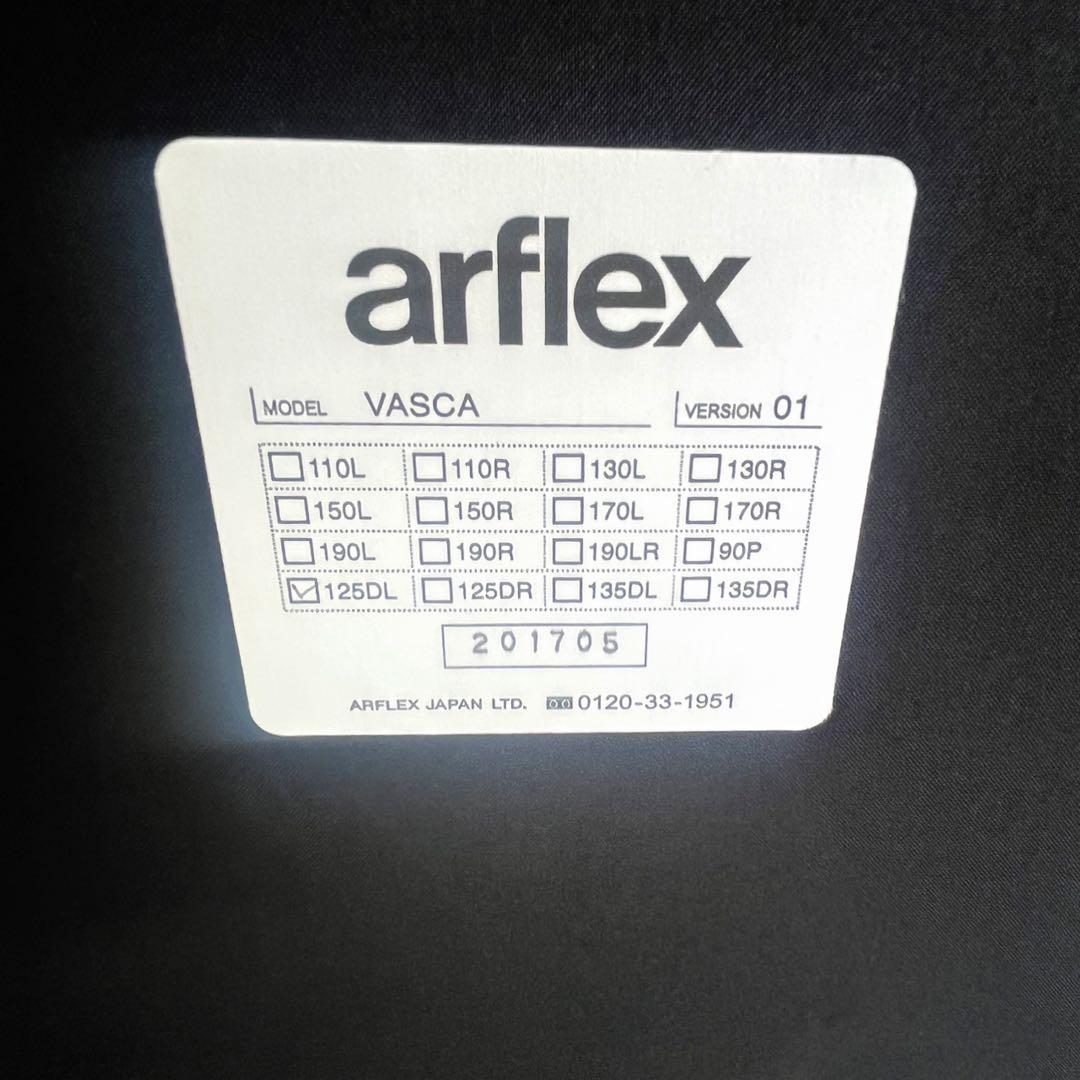 arflex
MODEL VASCA VERSION 01
110L 110R 130L 130R
150L 150R 170L 170R
190L 190R 190LR 90P
125DL 125DR 135DL 135DR
201705
ARFLEX JAPAN LTD. 0120-33-1951